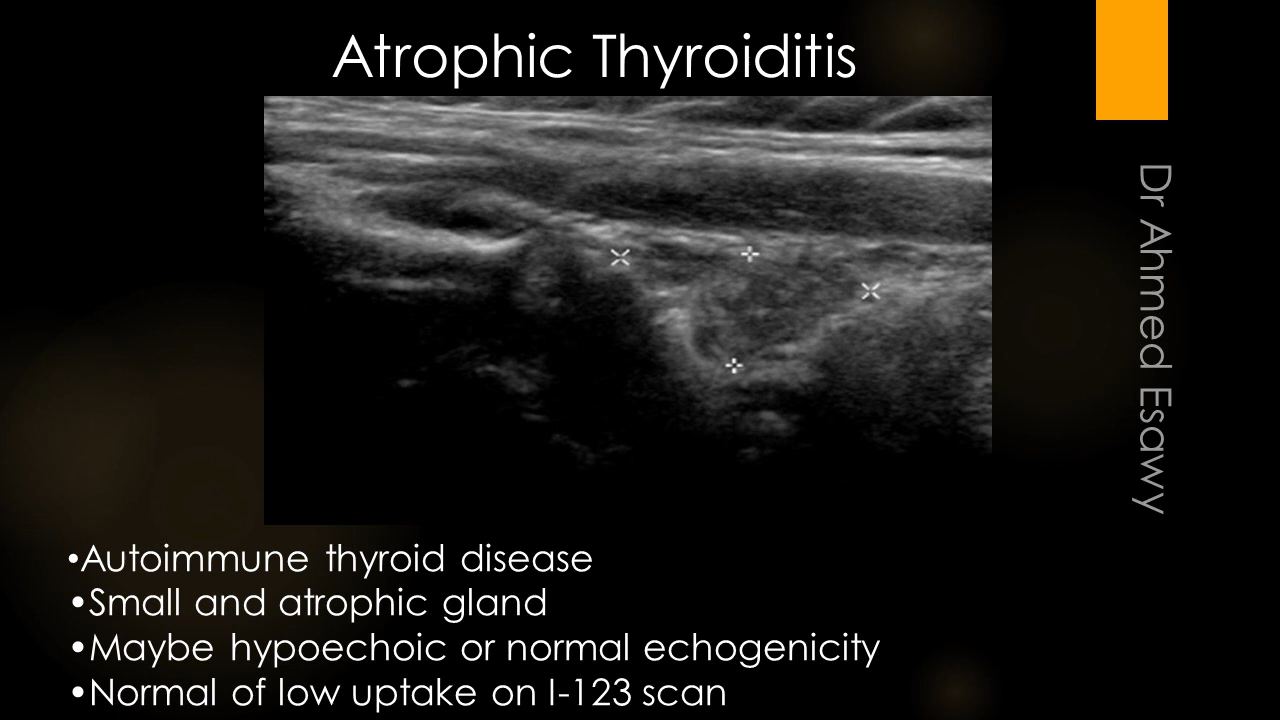 Atrophic Thyroiditis
Dr Ahmed Esawy
•Autoimmune thyroid disease
•Small and atrophic gland
•Maybe hypoechoic or normal echogenicity
•Normal of low uptake on I-123 scan